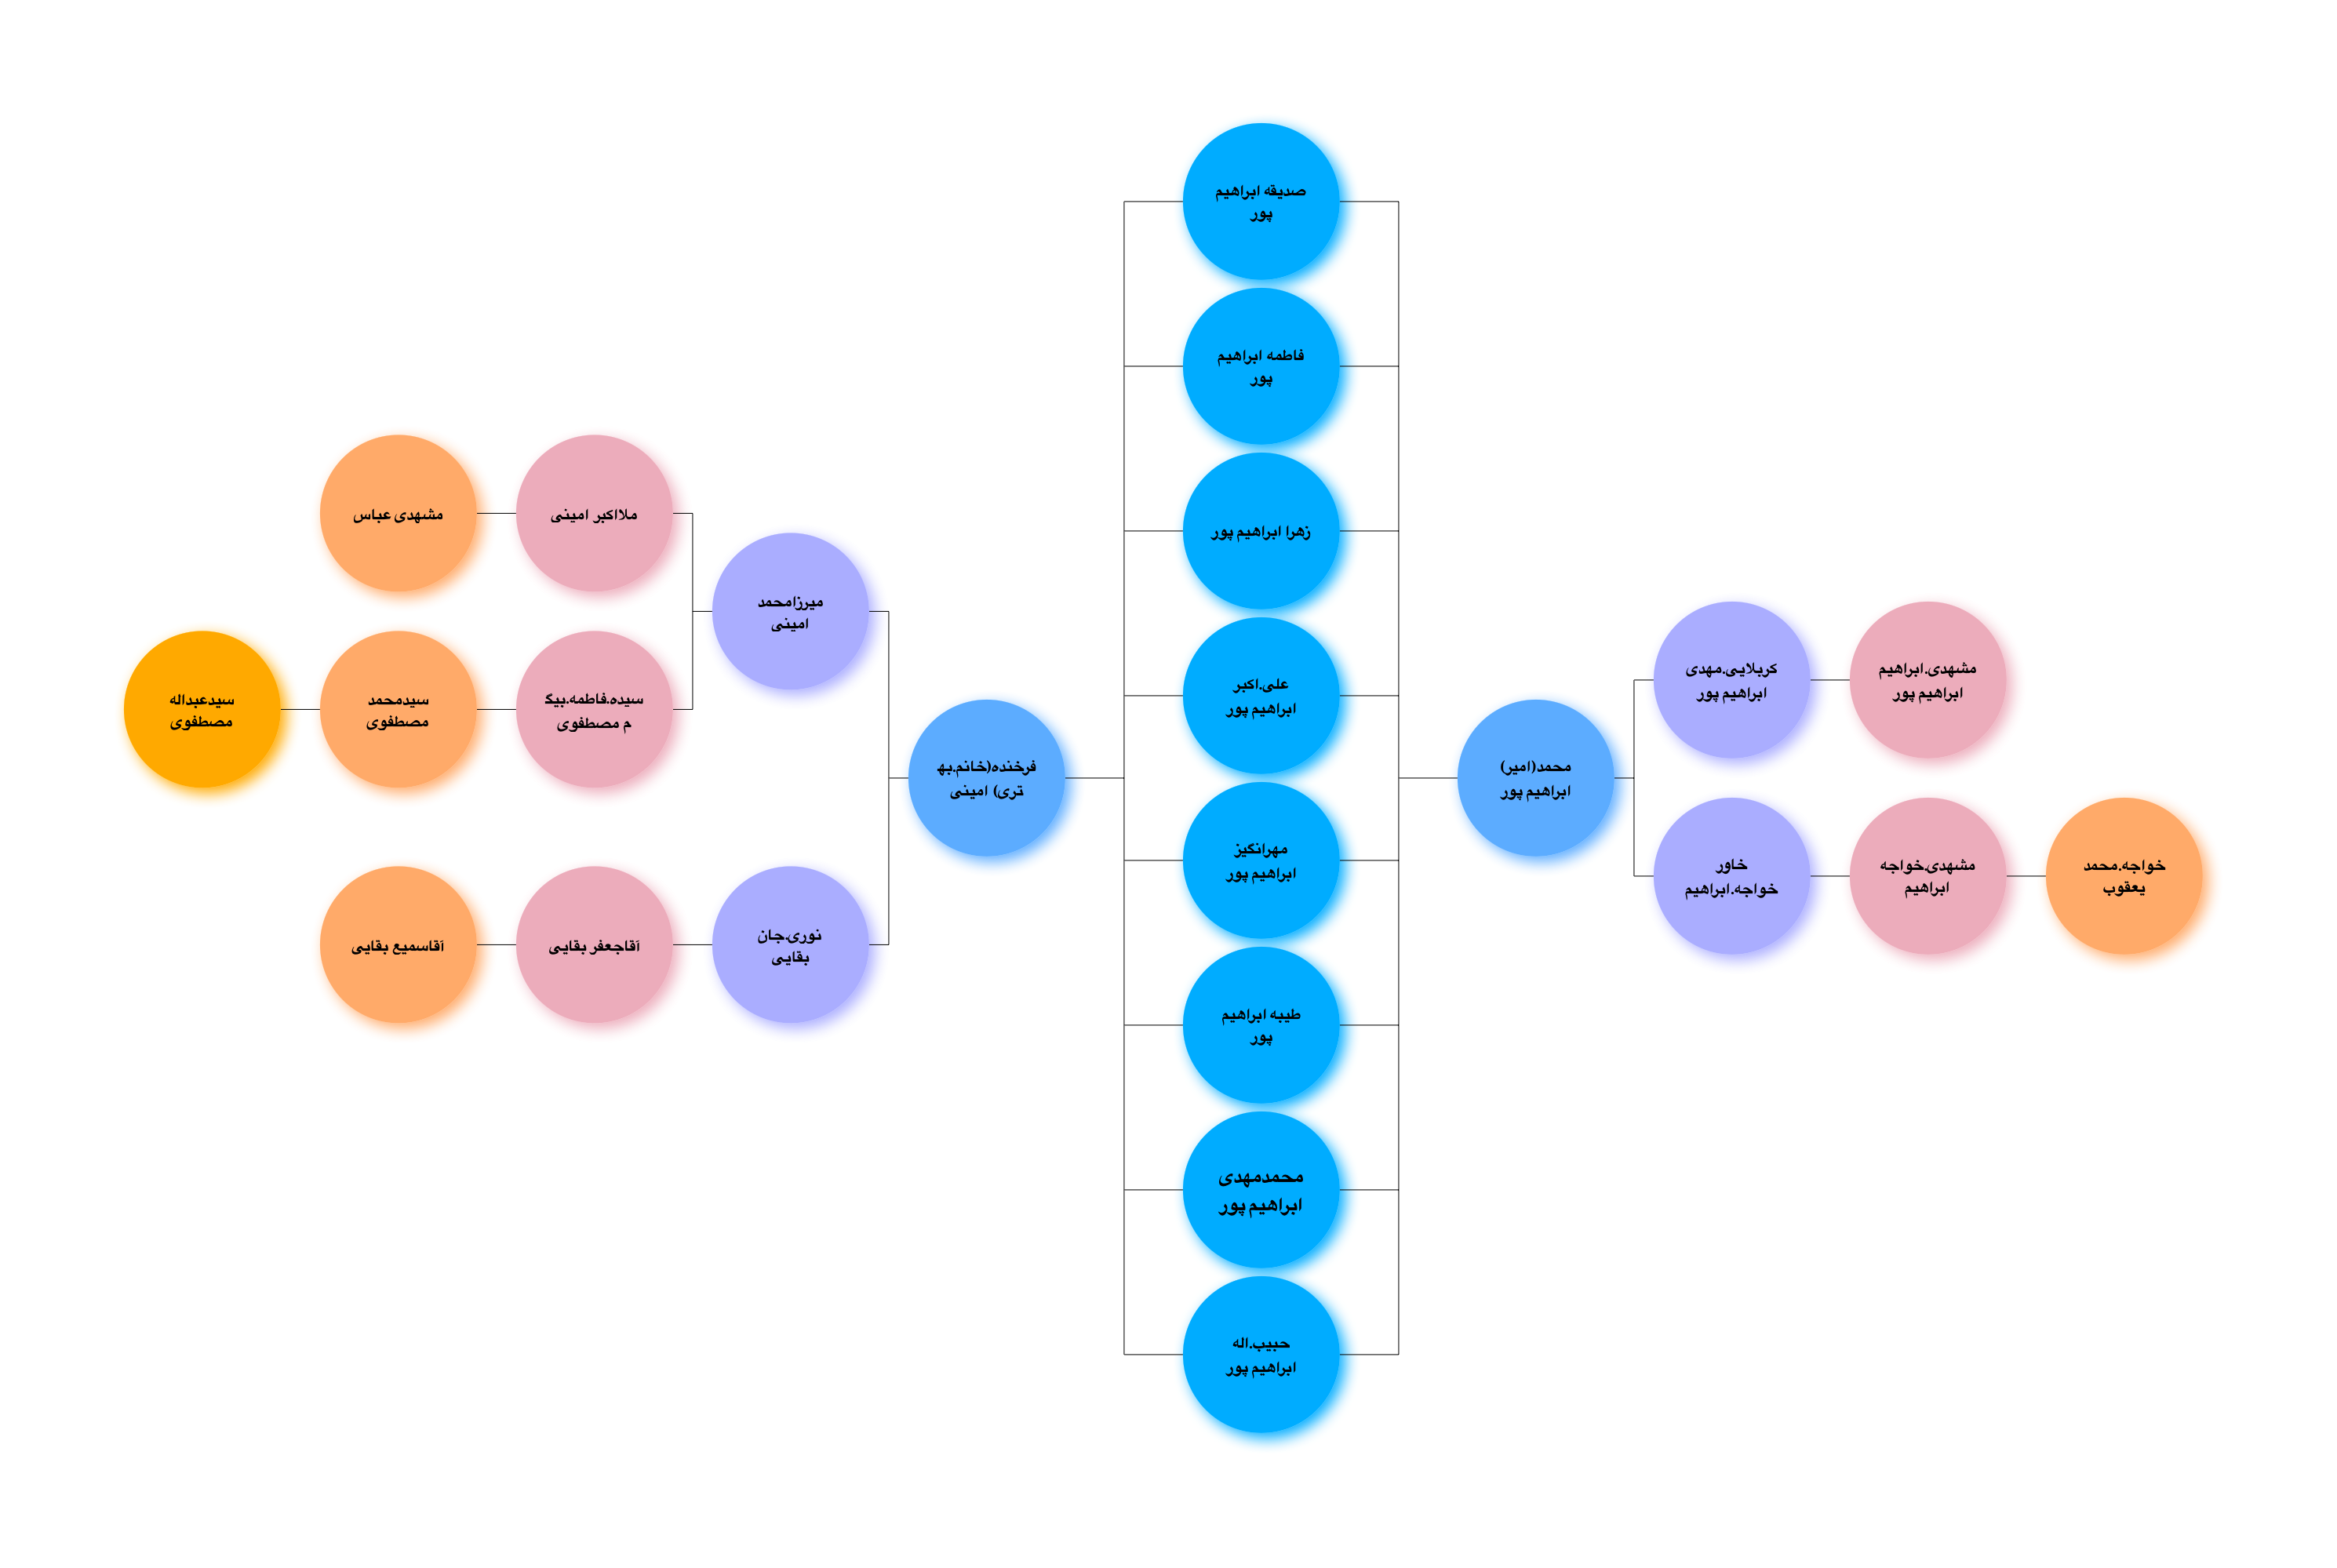 صدیقه ابراهیم
پور
فاطمه ابراهیم
پور
زهرا ابراهیم پور
علی.اکبر
ابراهیم پور
مهرانگیز
ابراهیم پور
طیبه ابراهیم
پور
محمدمهدی
ابراهیم پور
حبیب.اله
ابراهیم پور
محمد(امیر)
ابراهیم پور
کربلایی.مهدی
ابراهیم پور
مشهدی.ابراهیم
ابراهیم پور
خاور
خواجه.ابراهیم
مشهدی.خواجه
ابراهیم
خواجه.محمد
یعقوب
فرخنده(خانم.به
تری) امینی
میرزامحمد
امینی
ملااکبر امینی
مشهدی عباس
سیده.فاطمه.بیگ
م مصطفوی
سیدمحمد
مصطفوی
سیدعبداله
مصطفوی
نوری.جان
بقایی
آقاجعفر بقایی
آقاسمیع بقایی